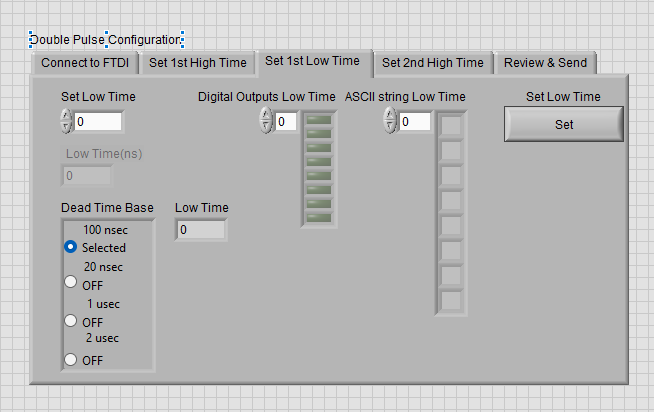 Double Pulse Configuration
Connect to FTDI
Set 1st High Time
Set 1st Low Time
Set 2nd High Time
Review & Send
Set Low Time
0
Digital Outputs Low Time
0
ASCII string Low Time
0
Set Low Time
Set
Low Time(ns)
0
Dead Time Base
100 nsec
Selected
20 nsec
OFF
1 usec
OFF
2 usec
OFF
Low Time
0